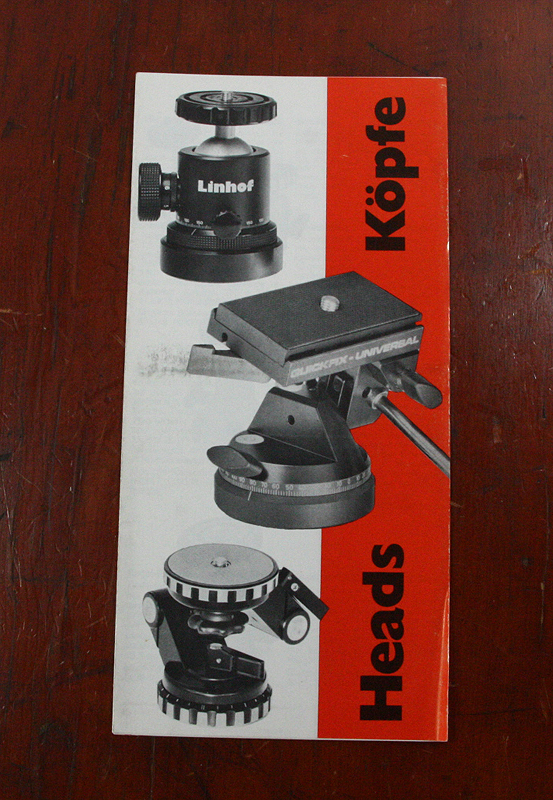 Linhof
QUICKFIX - UNIVERSAL
Köpfe
Heads